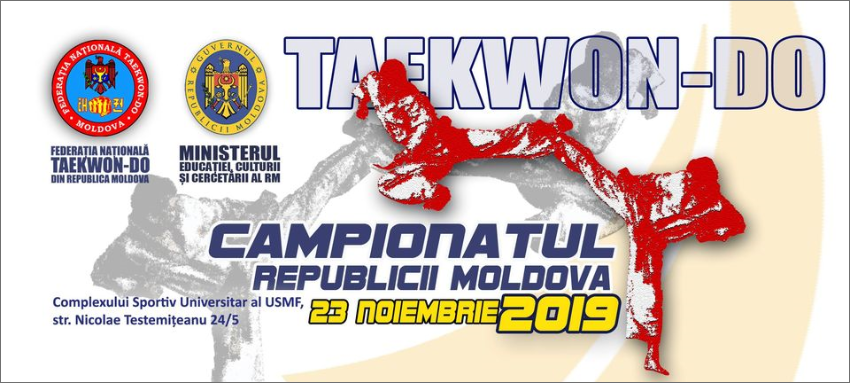 FEDERAȚIA NAȚIONALĂ TAEKWON-DO
MOLDOVA
GUVERNUL
REPUBLICII MOLDOVA
TAEKWON-DO
FEDERAȚIA NAȚIONALĂ
TAEKWON-DO
DIN REPUBLICA MOLDOVA
MINISTERUL
EDUCAȚIEI, CULTURII
ȘI CERCETĂRII AL RM
CAMPIONATUL
REPUBLICII MOLDOVA
Complexului Sportiv Universitar al USMF,
str. Nicolae Testemițeanu 24/5
23 NOIEMBRIE 2019